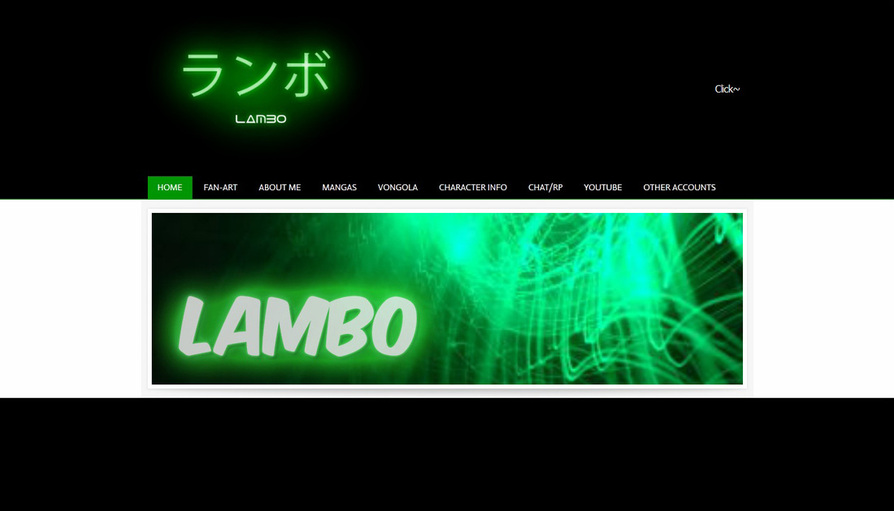 ランボ
LAMBO
Click~
HOME FAN-ART ABOUT ME MANGAS VONGOLA CHARACTER INFO CHAT/RP YOUTUBE OTHER ACCOUNTS
LAMBO